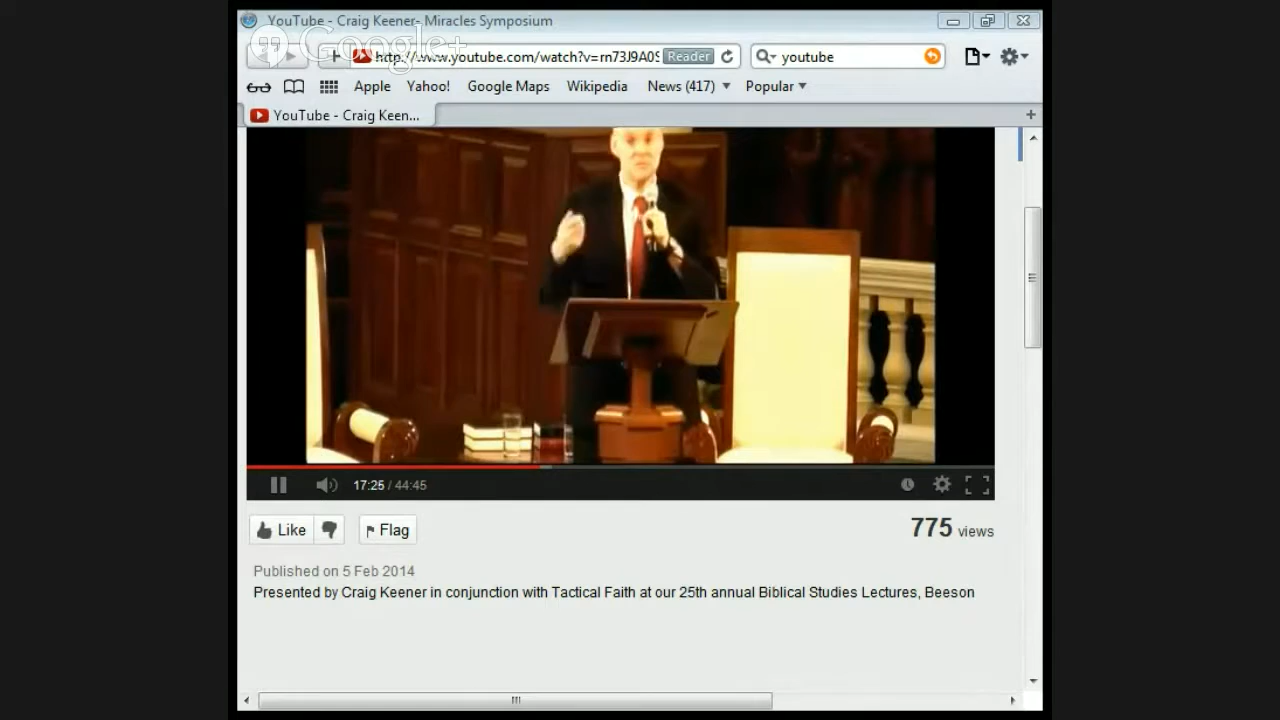 YouTube - Craig Keener- Miracles Symposium
Google+
http://www.youtube.com/watch?v=rn73J9A0S
Reader
youtube
Apple
Yahoo!
Google Maps
Wikipedia
News (417)
Popular
YouTube - Craig Keen...
17:25 / 44:45
Like
Flag
775 views
Published on 5 Feb 2014
Presented by Craig Keener in conjunction with Tactical Faith at our 25th annual Biblical Studies Lectures, Beeson